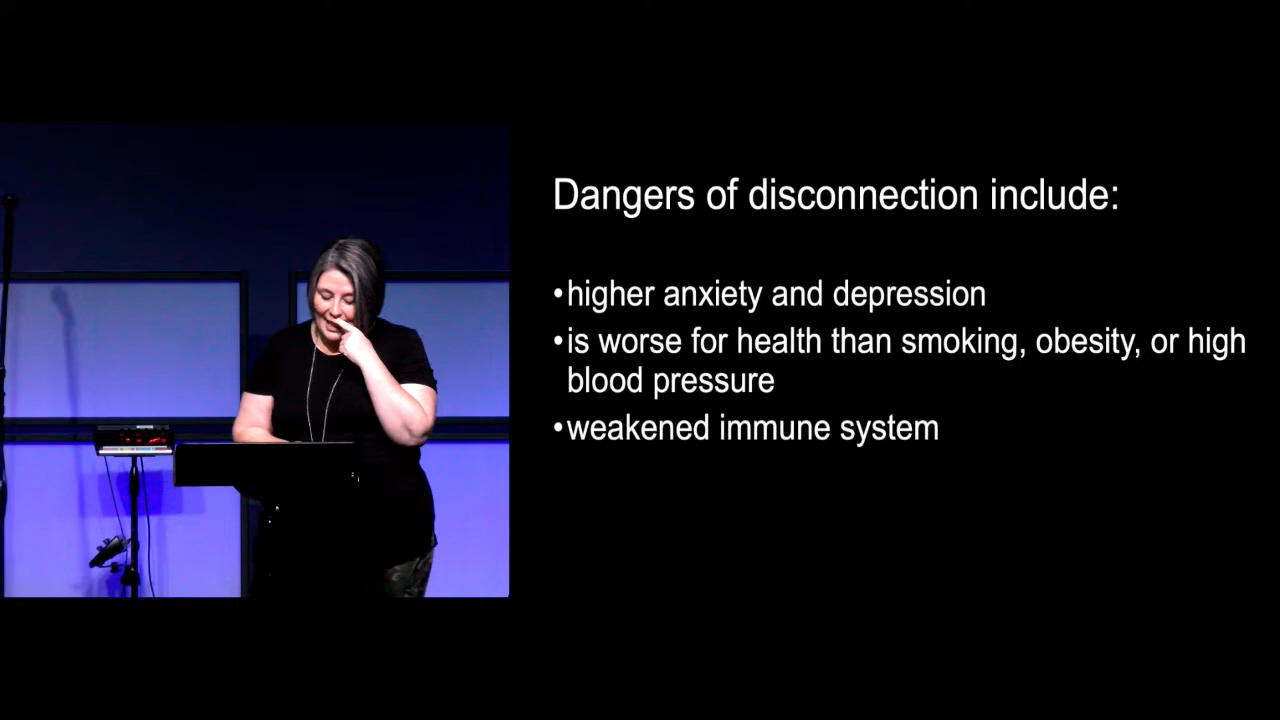 Dangers of disconnection include:
•higher anxiety and depression
•is worse for health than smoking, obesity, or high
blood pressure
•weakened immune system